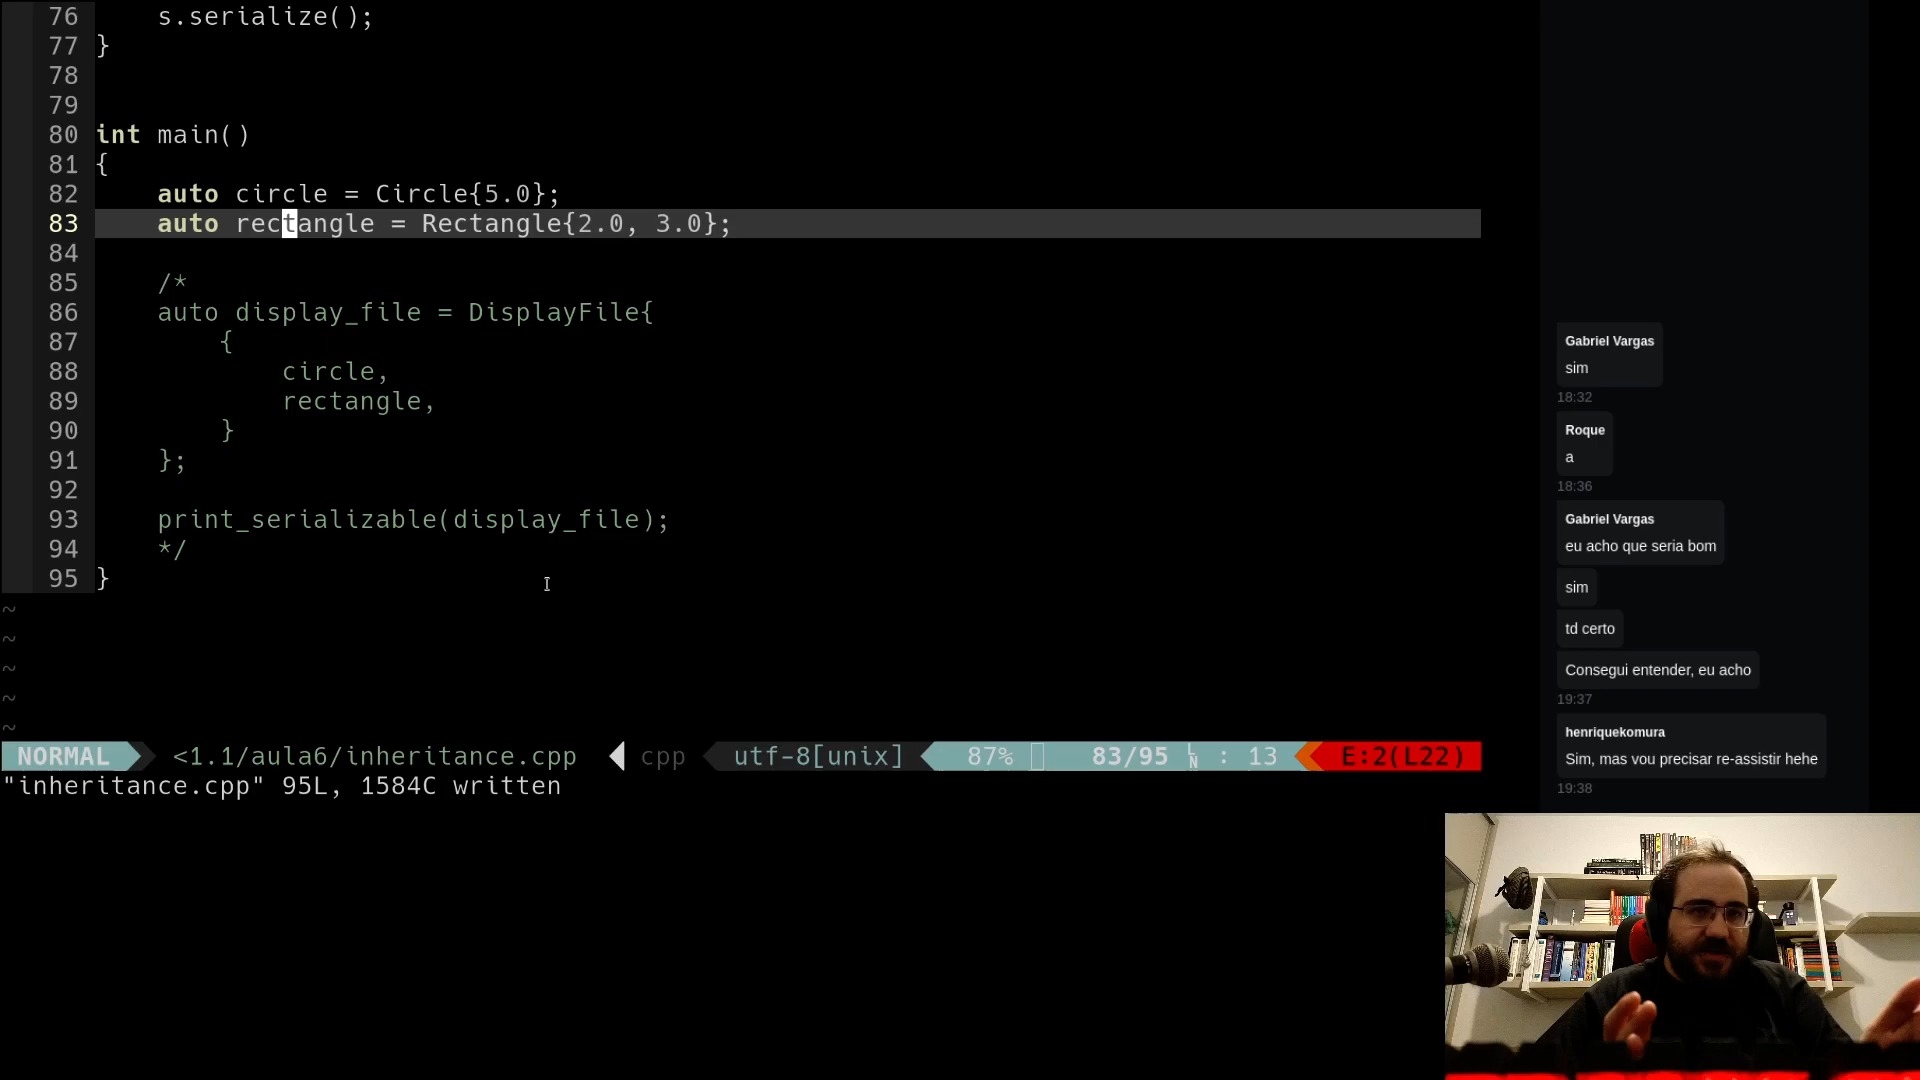 76     s.serialize();
77 }
78
79
80 int main()
81 {
82     auto circle = Circle{5.0};
83     auto rectangle = Rectangle{2.0, 3.0};
84
85     /*
86     auto display_file = DisplayFile{
87         {
88             circle,
89             rectangle,
90         }
91     };
92
93     print_serializable(display_file);
94     */
95 }
~
~
~
~
~
NORMAL <1.1/aula6/inheritance.cpp cpp utf-8[unix] 87% 83/95 LN : 13 E:2(L22)
"inheritance.cpp" 95L, 1584C written
Gabriel Vargas
sim
18:32
Roque
a
18:36
Gabriel Vargas
eu acho que seria bom
sim
td certo
Consegui entender, eu acho
19:37
henriquekomura
Sim, mas vou precisar re-assistir hehe
19:38